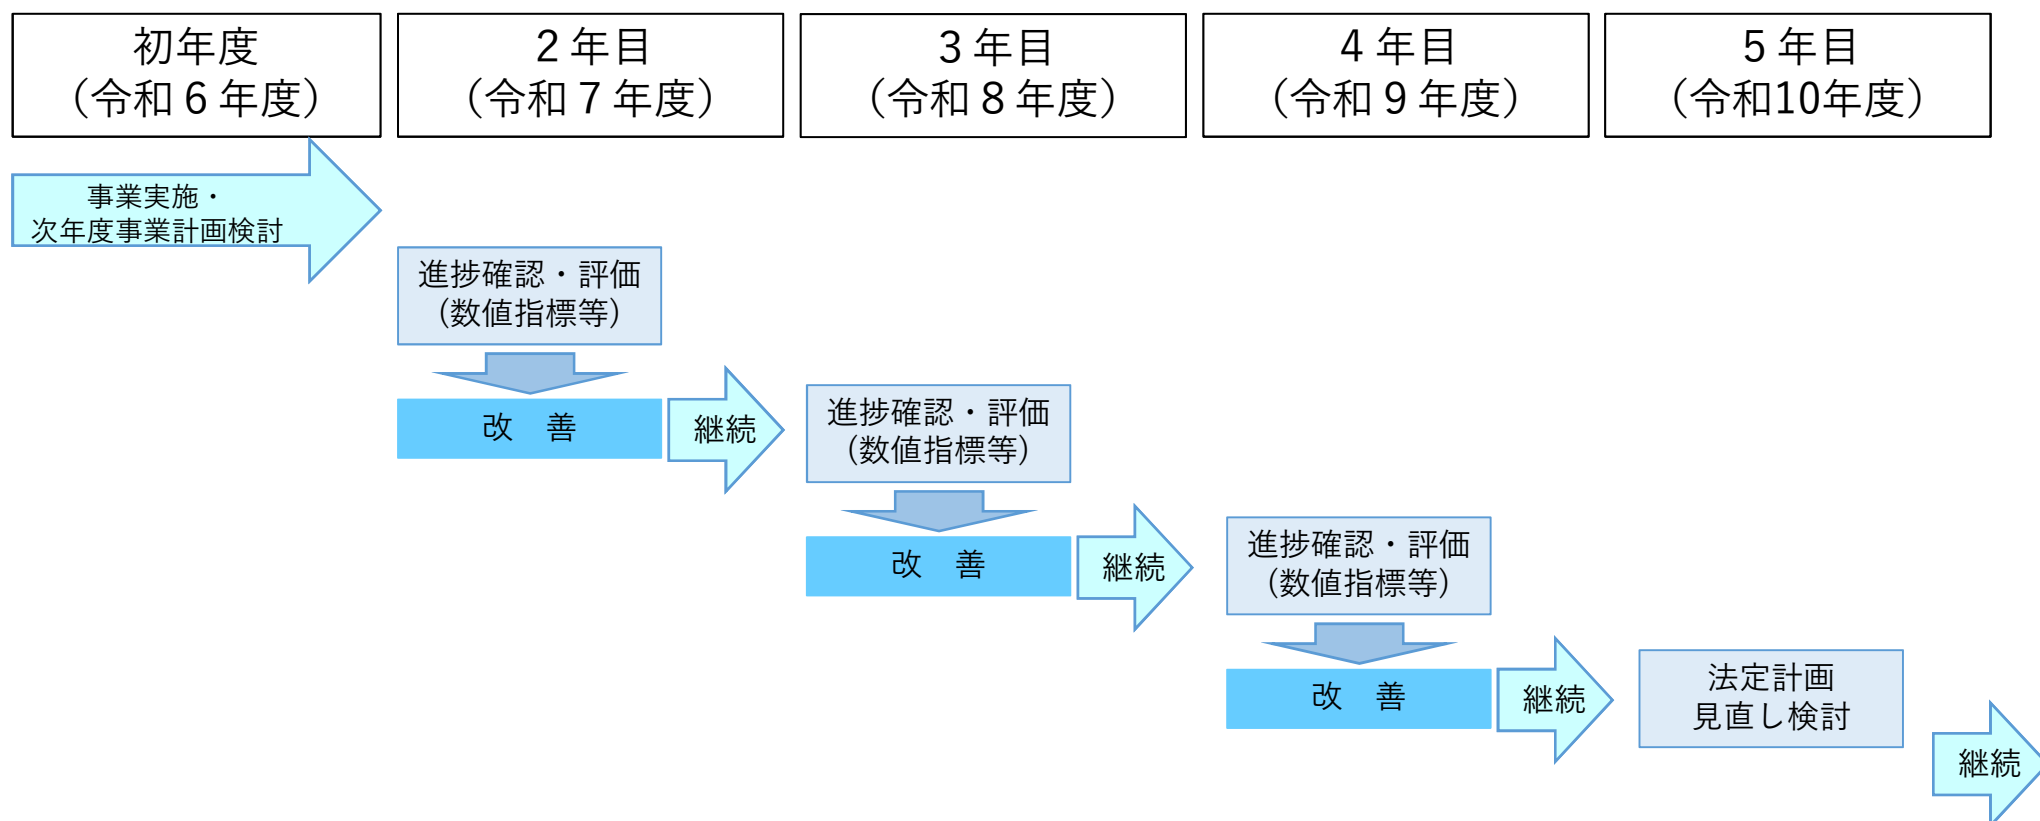 初年度
（令和６年度）
２年目
（令和７年度）
３年目
（令和８年度）
４年目
（令和９年度）
５年目
（令和10年度）
事業実施・
次年度事業計画検討
進捗確認・評価
（数値指標等）
改　善
継続
進捗確認・評価
（数値指標等）
改　善
継続
進捗確認・評価
（数値指標等）
改　善
継続
法定計画
見直し検討
継続